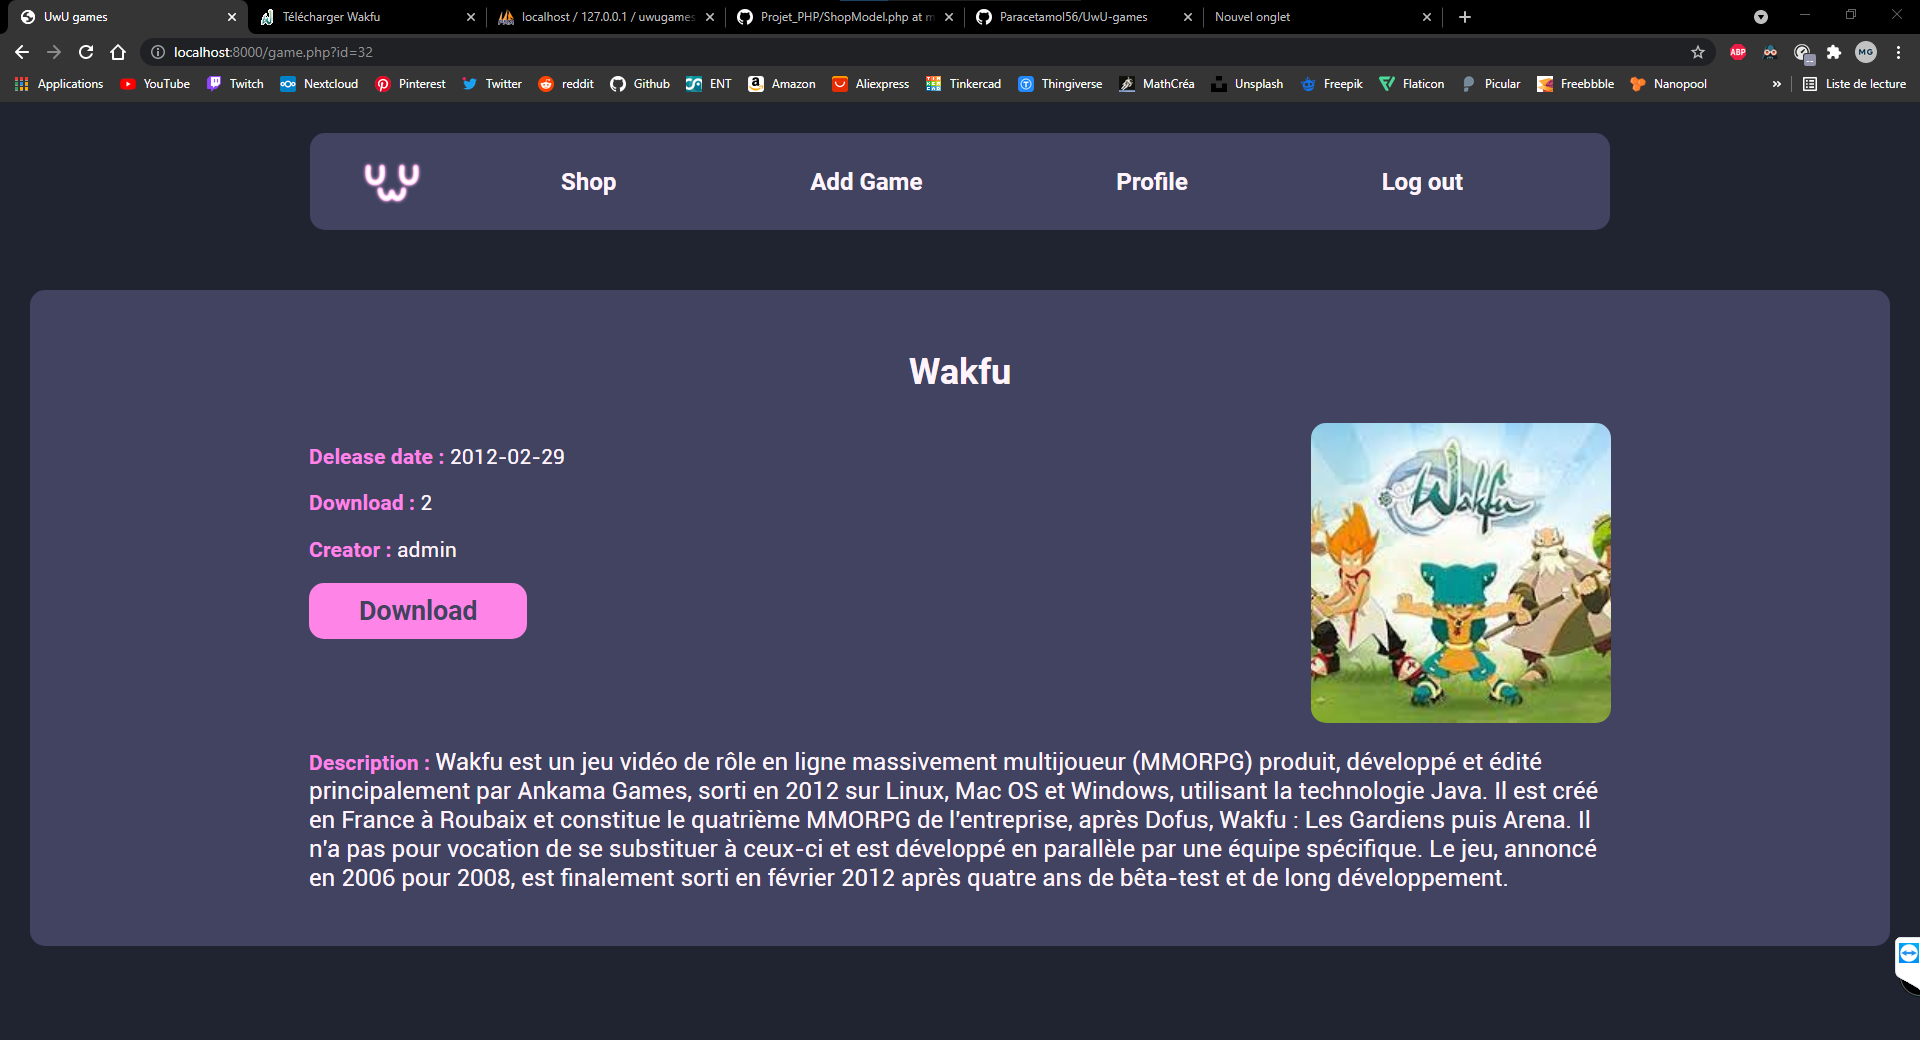 UwU games
Télécharger Wakfu
localhost / 127.0.0.1 / uwugames
Projet_PHP/ShopModel.php at m
Paracetamol56/UwU-games
Nouvel onglet
localhost:8000/game.php?id=32
ABP
MG
Applications
YouTube
Twitch
Nextcloud
Pinterest
Twitter
reddit
Github
ENT
Amazon
Aliexpress
Tinkercad
Thingiverse
MathCréa
Unsplash
Freepik
Flaticon
Picular
Freebbble
Nanopool
»
Liste de lecture
UwU
Shop
Add Game
Profile
Log out
Wakfu
Delease date : 2012-02-29
Download : 2
Creator : admin
Download
Wakfu
Description : Wakfu est un jeu vidéo de rôle en ligne massivement multijoueur (MMORPG) produit, développé et édité
principalement par Ankama Games, sorti en 2012 sur Linux, Mac OS et Windows, utilisant la technologie Java. Il est créé
en France à Roubaix et constitue le quatrième MMORPG de l'entreprise, après Dofus, Wakfu : Les Gardiens puis Arena. Il
n'a pas pour vocation de se substituer à ceux-ci et est développé en parallèle par une équipe spécifique. Le jeu, annoncé
en 2006 pour 2008, est finalement sorti en février 2012 après quatre ans de bêta-test et de long développement.